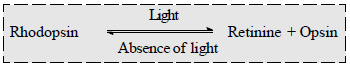 Light
Rhodopsin Retinine + Opsin
Absence of light